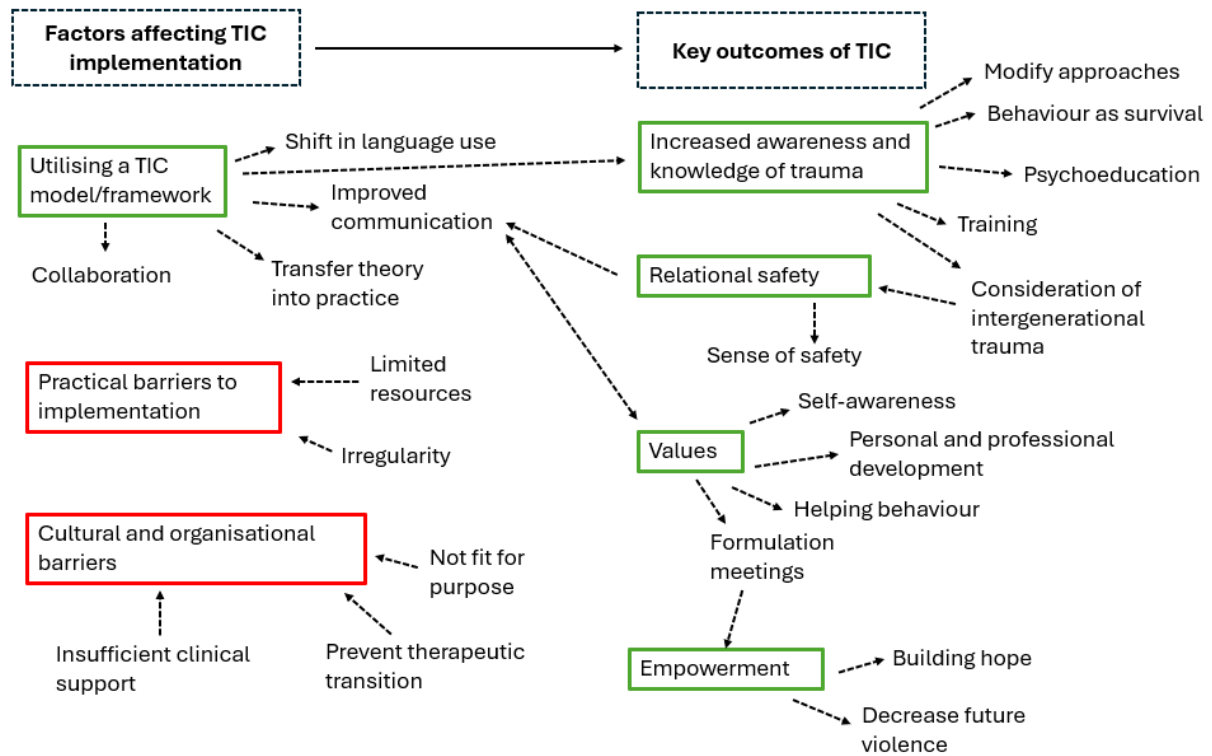 Factors affecting TIC
implementation
Key outcomes of TIC
Utilising a TIC
model/framework
Shift in language use
Improved
communication
Transfer theory
into practice
Collaboration
Practical barriers to
implementation
Limited
resources
Irregularity
Cultural and organisational
barriers
Not fit for
purpose
Prevent therapeutic
transition
Insufficient clinical
support
Increased awareness and
knowledge of trauma
Modify approaches
Behaviour as survival
Psychoeducation
Training
Consideration of
intergenerational
trauma
Relational safety
Sense of safety
Values
Self-awareness
Personal and professional
development
Helping behaviour
Formulation
meetings
Empowerment
Building hope
Decrease future
violence